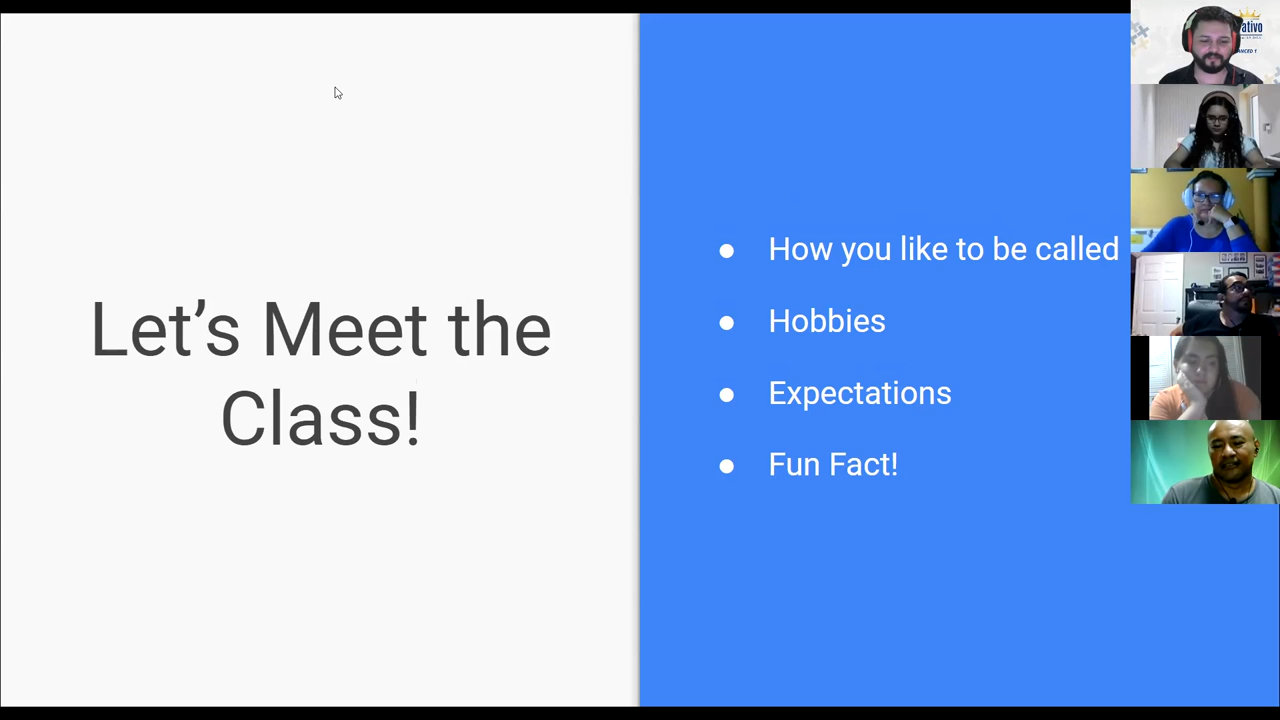 Let’s Meet the
Class!
● How you like to be called
● Hobbies
● Expectations
● Fun Fact!